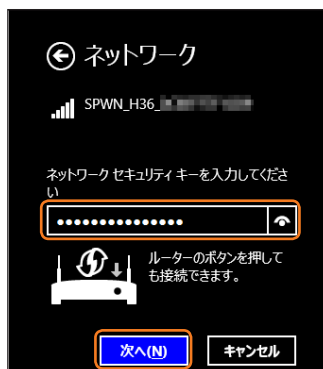 ネットワーク
SPWN_H36_
ネットワーク セキュリティ キーを入力してくださ
い
ルーターのボタンを押して
も接続できます。
次へ(N)
キャンセル